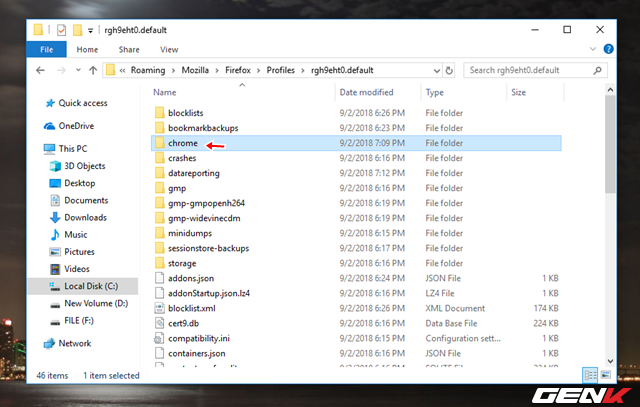 rgh9eht0.default
File Home Share View
« Roaming > Mozilla > Firefox > Profiles > rgh9eht0.default
Search rgh9eht0.default
Name Date modified Type Size
Quick access
OneDrive
This PC
3D Objects
Desktop
Documents
Downloads
Music
Pictures
Videos
Local Disk (C:)
New Volume (D:)
FILE (F:)
Network
blocklists 9/2/2018 6:26 PM File folder
bookmarkbackups 9/2/2018 6:23 PM File folder
chrome 9/2/2018 7:09 PM File folder
crashes 9/2/2018 6:16 PM File folder
datareporting 9/2/2018 7:12 PM File folder
gmp 9/2/2018 6:16 PM File folder
gmp-gmpopenh264 9/2/2018 6:19 PM File folder
gmp-widevinecdm 9/2/2018 6:19 PM File folder
minidumps 9/2/2018 6:15 PM File folder
sessionstore-backups 9/2/2018 6:17 PM File folder
storage 9/2/2018 6:16 PM File folder
addons.json 9/2/2018 6:24 PM JSON File 1 KB
addonStartup.json.lz4 9/2/2018 6:16 PM LZ4 File 1 KB
blocklist.xml 9/2/2018 6:26 PM XML Document 174 KB
cert9.db 9/2/2018 6:16 PM Data Base File 224 KB
compatibility.ini 9/2/2018 6:15 PM Configuration sett... 1 KB
containers.json 9/2/2018 6:16 PM JSON File 1 KB
46 items 1 item selected
GENK